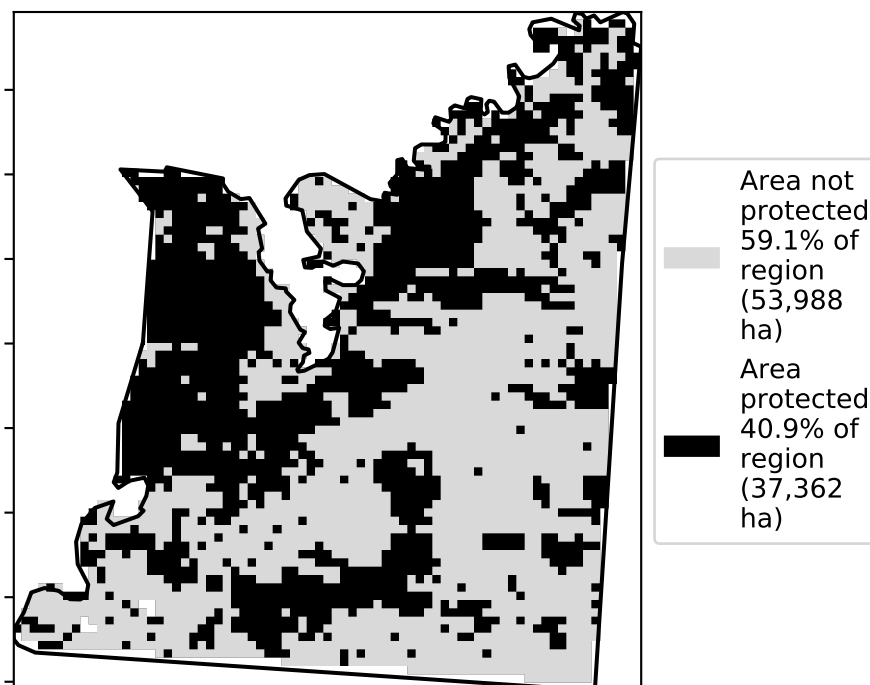 Area not
protected
59.1% of
region
(53,988
ha)
Area
protected
40.9% of
region
(37,362
ha)